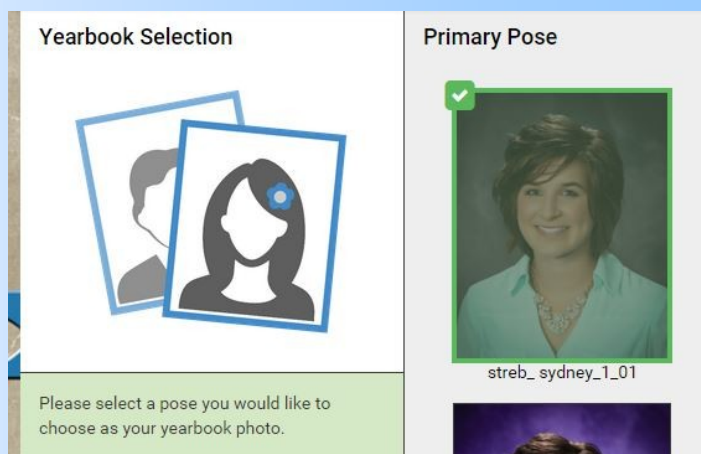 Yearbook Selection
Please select a pose you would like to
choose as your yearbook photo.
Primary Pose
streb_ sydney_1_01